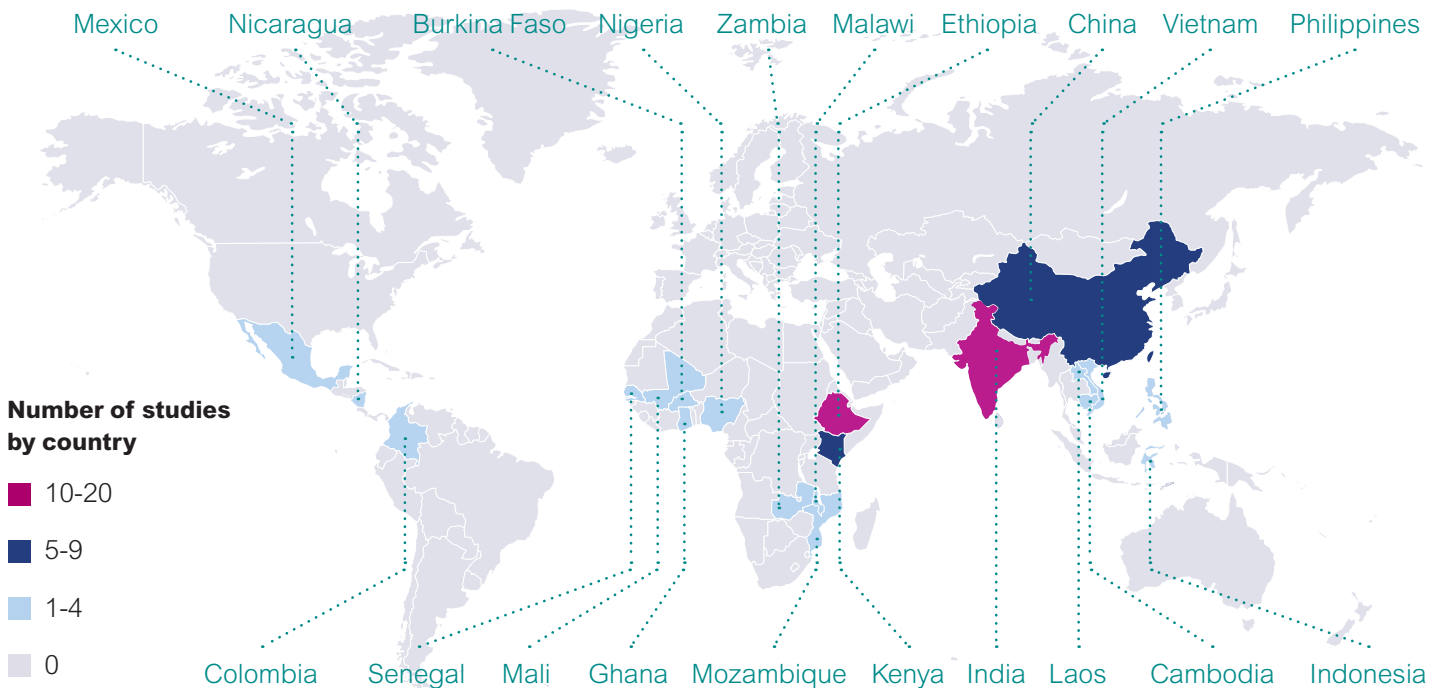 Mexico Nicaragua Burkina Faso Nigeria Zambia Malawi Ethiopia China Vietnam Philippines
Number of studies
by country
10-20
5-9
1-4
0
Colombia Senegal Mali Ghana Mozambique Kenya India Laos Cambodia Indonesia